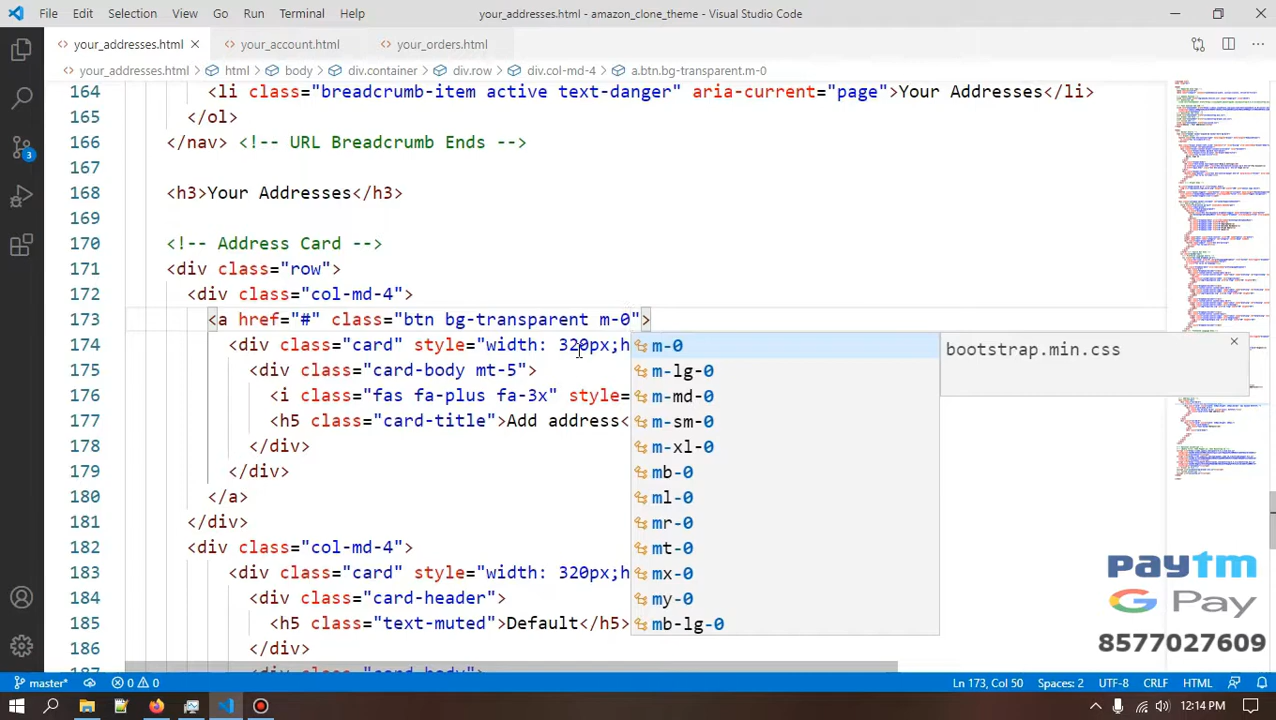 File Edit Selection View Go Run Terminal Help your_addresses.html - amazon_clone_theme - Visual Studio Code
<> your_addresses.html × <> your_account.html <> your_orders.html ···
<> your_addresses.html > html > body > div.container > div.row > div.col-md-4 > a.btn.bg-transparent.m-0
164 <li class="breadcrumb-item active text-danger" aria-current="page">Your Addresses</li>
165 </ol>
166 </nav> <!-- URL Breadcrumb Ends -->
167
168 <h3>Your Addresses</h3>
169
170 <!-- Address Card -->
171 <div class="row">
172 <div class="col-md-4">
173 <a href="#" class="btn bg-transparent m-0">
174 <div class="card" style="width: 320px;h
175 <div class="card-body mt-5">
176 <i class="fas fa-plus fa-3x" style=
177 <h5 class="card-title">Add address<
178 </div>
179 </div>
180 </a>
181 </div>
182 <div class="col-md-4">
183 <div class="card" style="width: 320px;h
184 <div class="card-header">
185 <h5 class="text-muted">Default</h5>
186 </div>
187 <div class="card-body">
m-0
m-lg-0
m-md-0
m-sm-0
m-xl-0
mb-0
ml-0
mr-0
mt-0
mx-0
my-0
mb-lg-0
bootstrap.min.css
3
paytm
G Pay
8577027609
master* 0 0 Ln 173, Col 50 Spaces: 2 UTF-8 CRLF HTML
12:14 PM